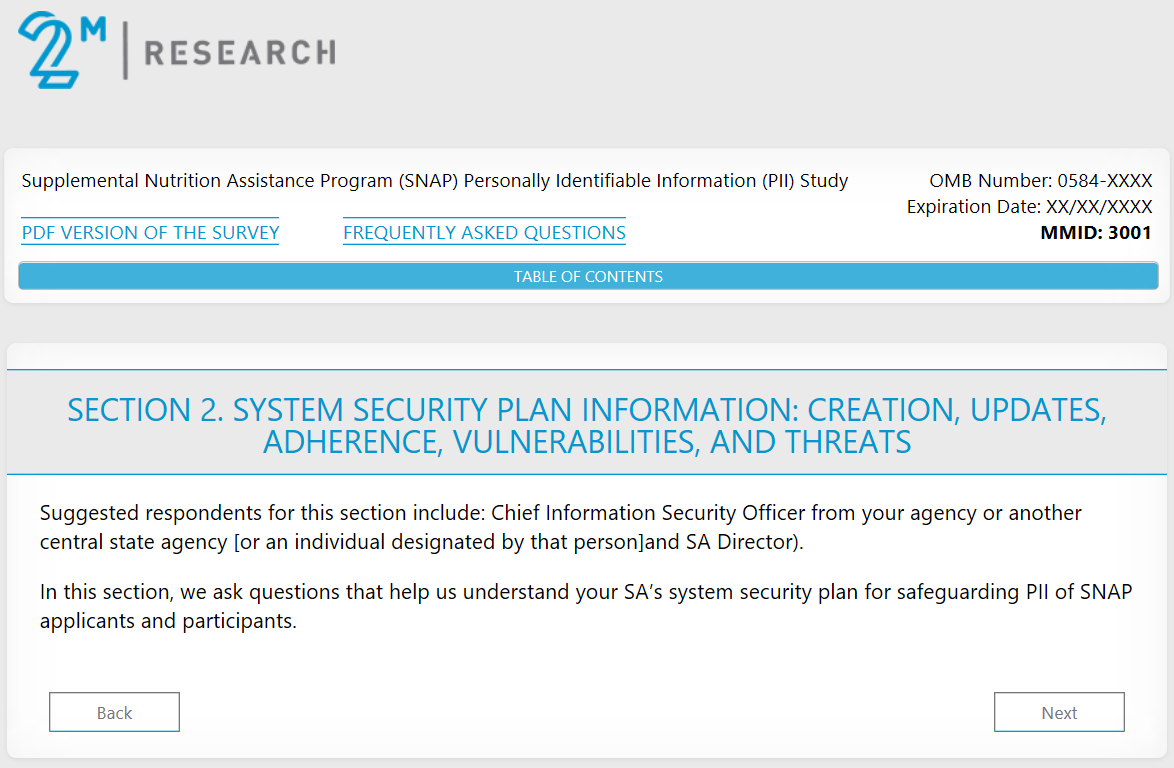 2M | RESEARCH
Supplemental Nutrition Assistance Program (SNAP) Personally Identifiable Information (PII) Study
OMB Number: 0584-XXXX
Expiration Date: XX/XX/XXXX
PDF VERSION OF THE SURVEY
FREQUENTLY ASKED QUESTIONS
MMID: 3001
TABLE OF CONTENTS
SECTION 2. SYSTEM SECURITY PLAN INFORMATION: CREATION, UPDATES,
ADHERENCE, VULNERABILITIES, AND THREATS
Suggested respondents for this section include: Chief Information Security Officer from your agency or another
central state agency [or an individual designated by that person]and SA Director).
In this section, we ask questions that help us understand your SA’s system security plan for safeguarding PII of SNAP
applicants and participants.
Back
Next